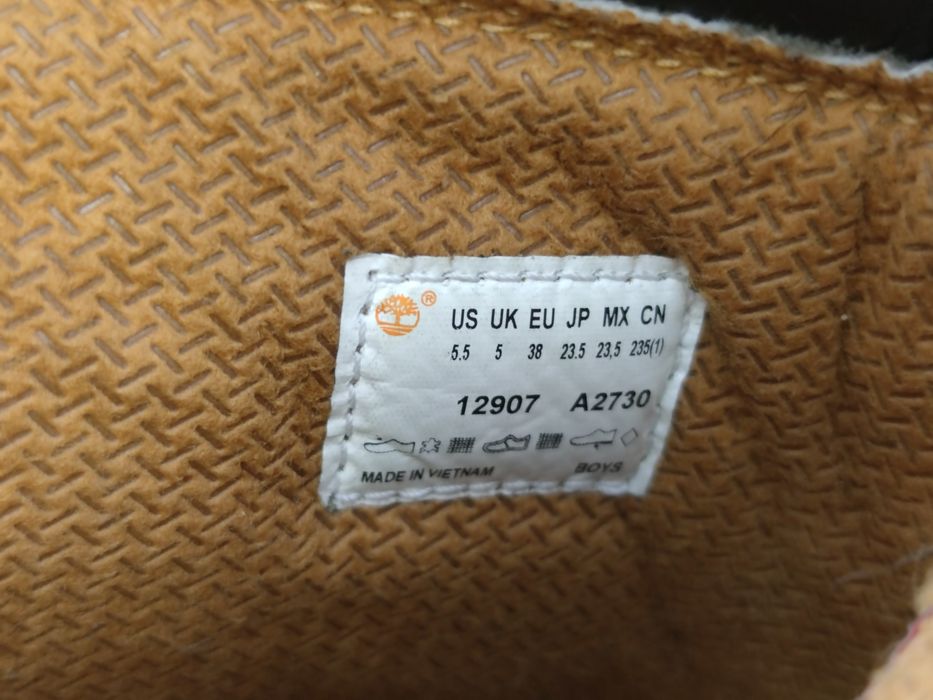 ®
US UK EU JP MX CN
5.5 5 38 23.5 23,5 235(1)
12907 A2730
MADE IN VIETNAM BOYS